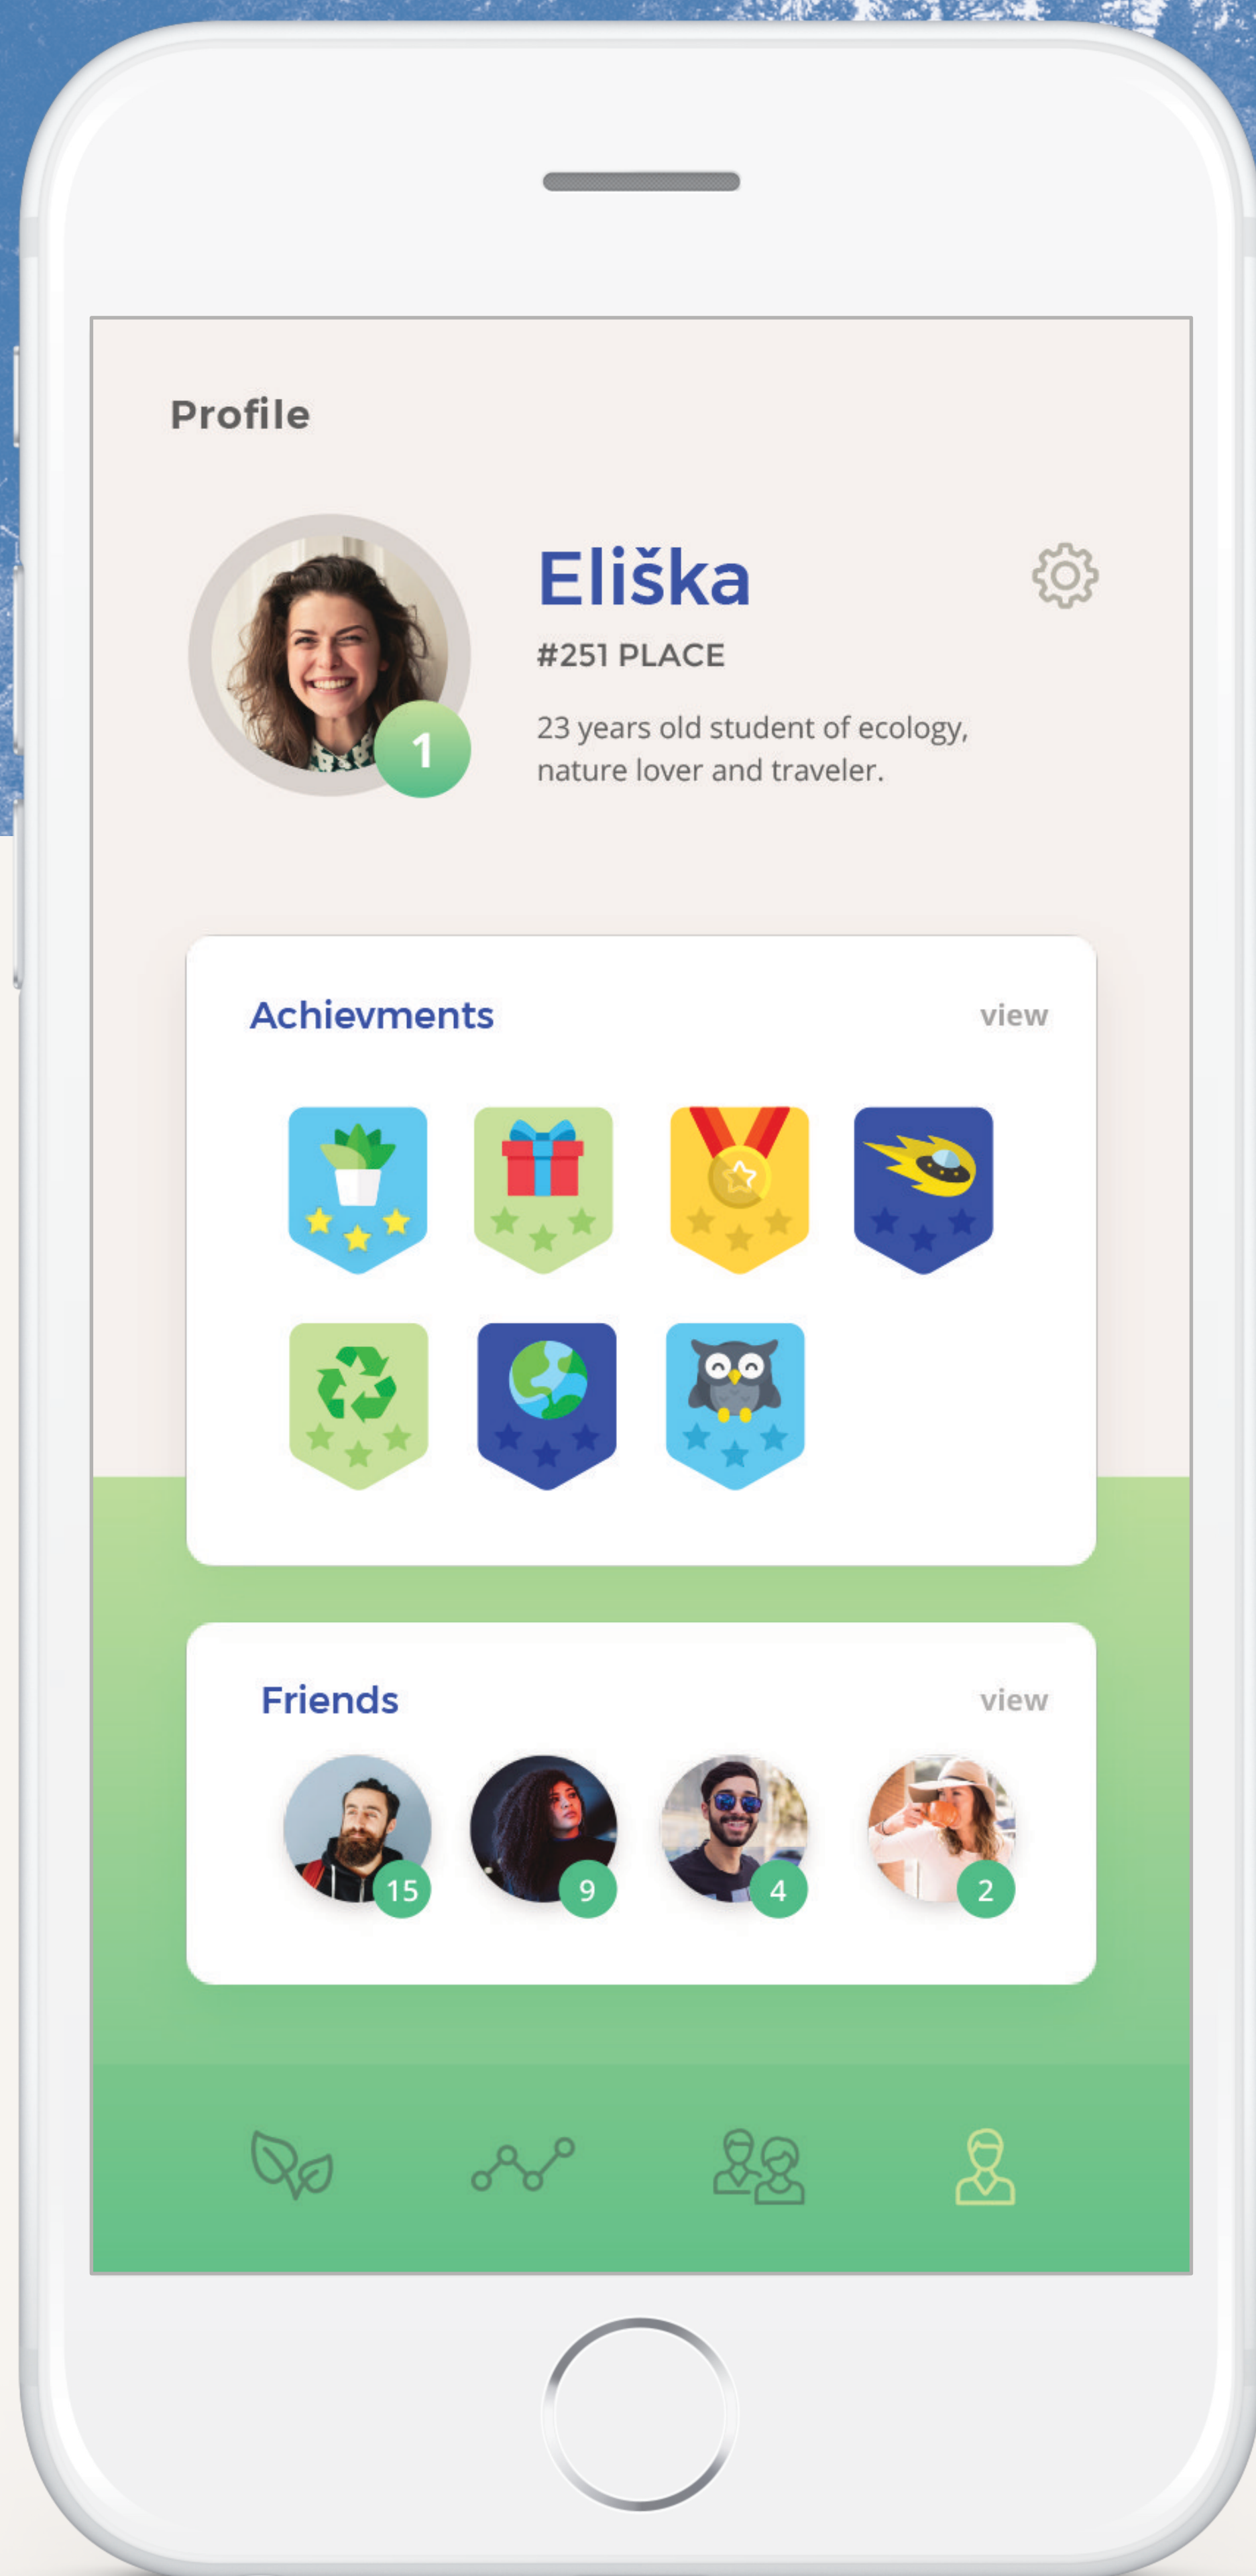 Profile
Eliška
#251 PLACE
1
23 years old student of ecology,
nature lover and traveler.
Achievments
view
Friends
view
15
9
4
2